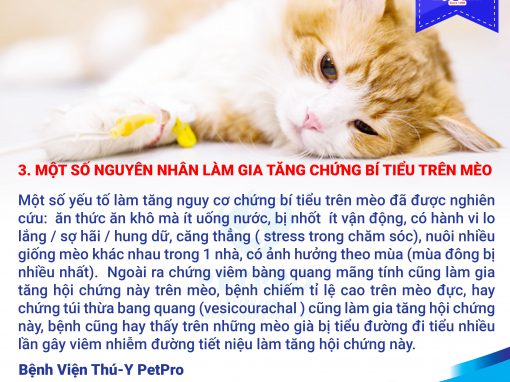 3. MỘT SỐ NGUYÊN NHÂN LÀM GIA TĂNG CHỨNG BÍ TIỂU TRÊN MÈO
Một số yếu tố làm tăng nguy cơ chứng bí tiểu trên mèo đã được nghiên
cứu: ăn thức ăn khô mà ít uống nước, bị nhốt ít vận động, có hành vi lo
lắng / sợ hãi / hung dữ, căng thẳng ( stress trong chăm sóc), nuôi nhiều
giống mèo khác nhau trong 1 nhà, có ảnh hưởng theo mùa (mùa đông bị
nhiều nhất). Ngoài ra chứng viêm bàng quang mãng tính cũng làm gia
tăng hội chứng này trên mèo, bệnh chiếm tỉ lệ cao trên mèo đực, hay
chứng túi thừa bang quang (vesicourachal ) cũng làm gia tăng hội chứng
này, bệnh cũng hay thấy trên những mèo già bị tiểu đường đi tiểu nhiều
lần gây viêm nhiễm đường tiết niệu làm tăng hội chứng này.
Bệnh Viện Thú-Y PetPro